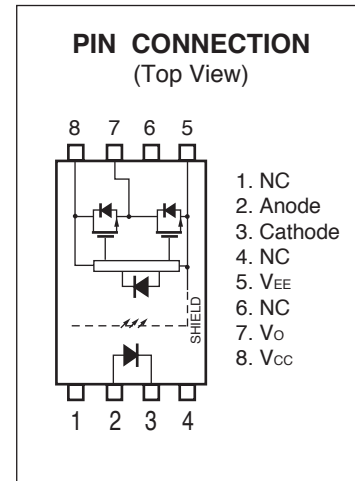 PIN CONNECTION
(Top View)
8 7 6 5
1. NC
2. Anode
3. Cathode
4. NC
5. VEE
6. NC
7. VO
8. VCC
SHIELD
1 2 3 4